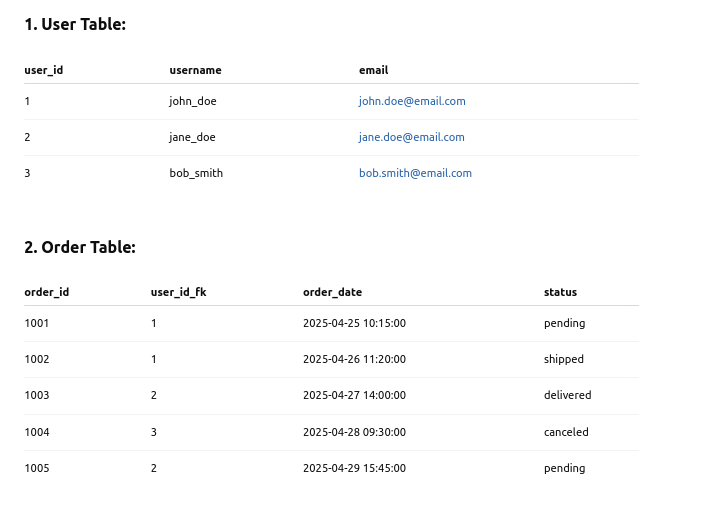 1. User Table:
user_id username email
1 john_doe john.doe@email.com
2 jane_doe jane.doe@email.com
3 bob_smith bob.smith@email.com
2. Order Table:
order_id user_id_fk order_date status
1001 1 2025-04-25 10:15:00 pending
1002 1 2025-04-26 11:20:00 shipped
1003 2 2025-04-27 14:00:00 delivered
1004 3 2025-04-28 09:30:00 canceled
1005 2 2025-04-29 15:45:00 pending